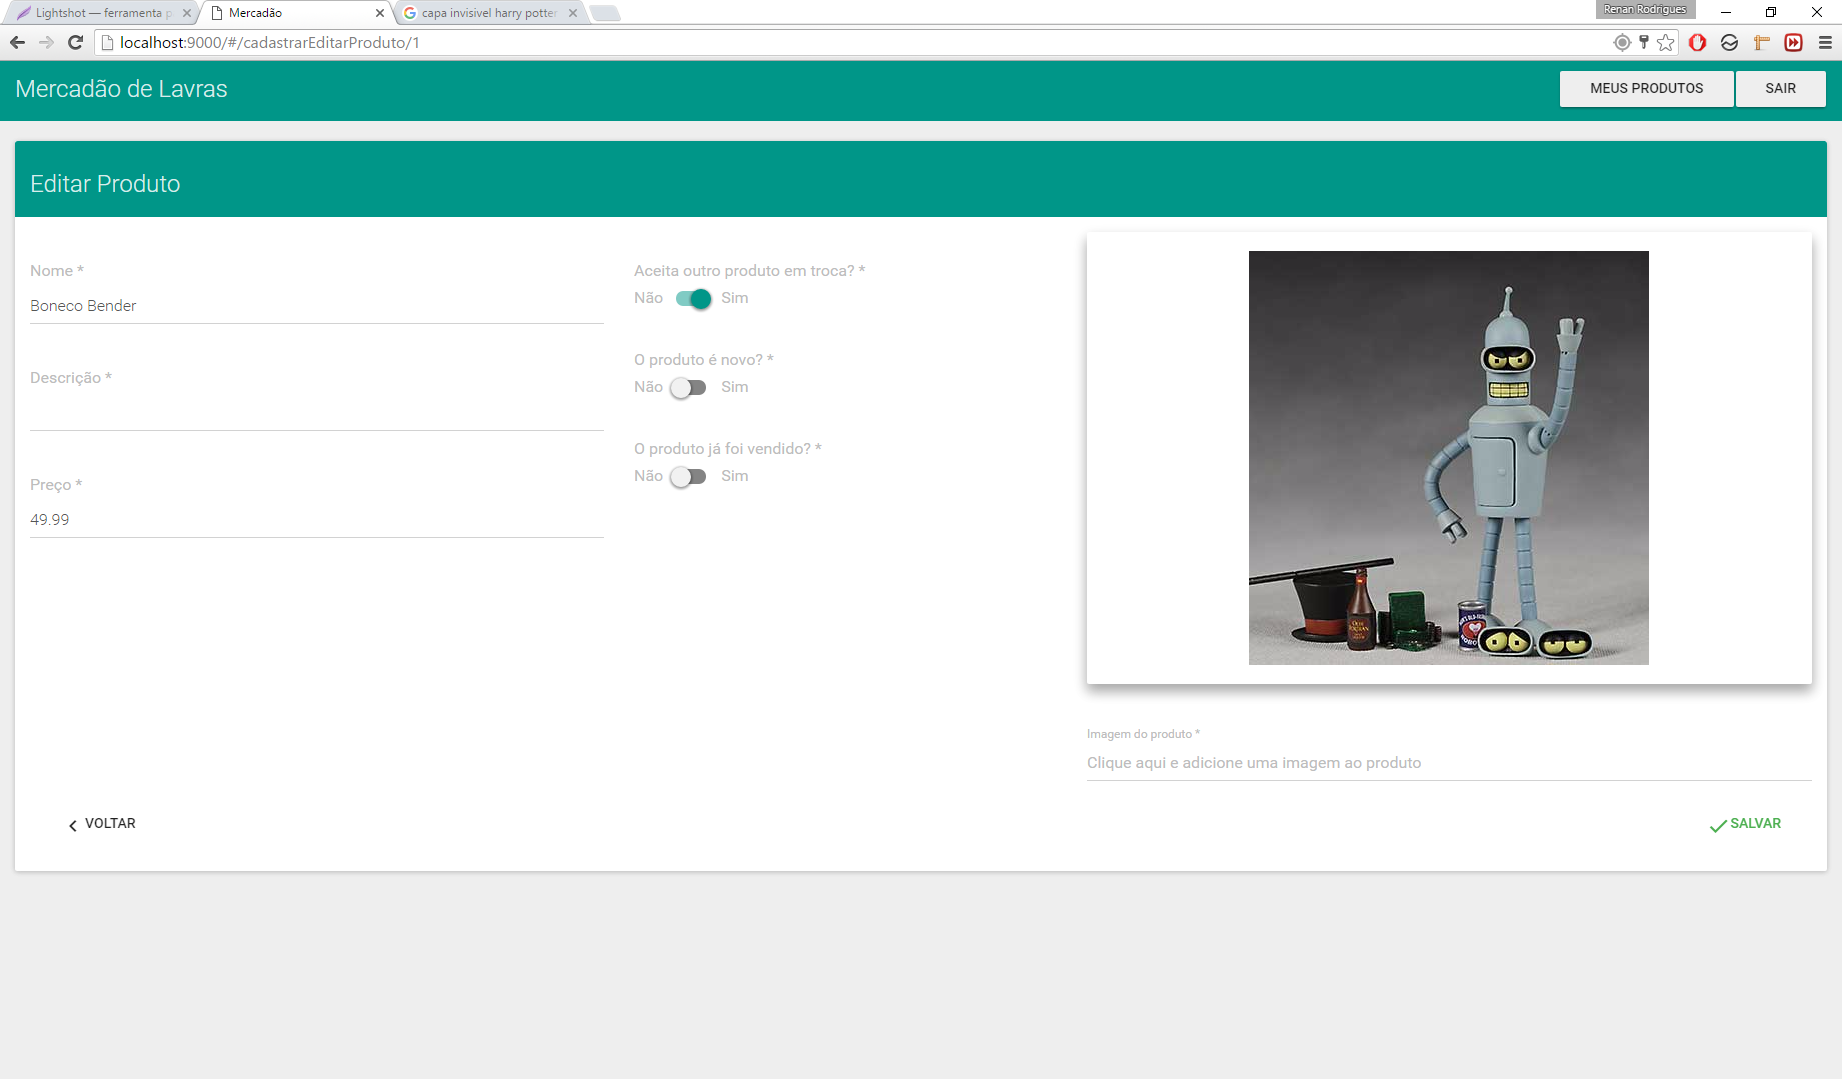 Lightshot — ferramenta p
Mercadão
capa invisivel harry potter
Renan Rodrigues
localhost:9000/#/cadastrarEditarProduto/1
Mercadão de Lavras
MEUS PRODUTOS
SAIR
Editar Produto
Nome *
Boneco Bender
Descrição *
Preço *
49.99
Aceita outro produto em troca? *
Não Sim
O produto é novo? *
Não Sim
O produto já foi vendido? *
Não Sim
Imagem do produto *
Clique aqui e adicione uma imagem ao produto
VOLTAR
SALVAR